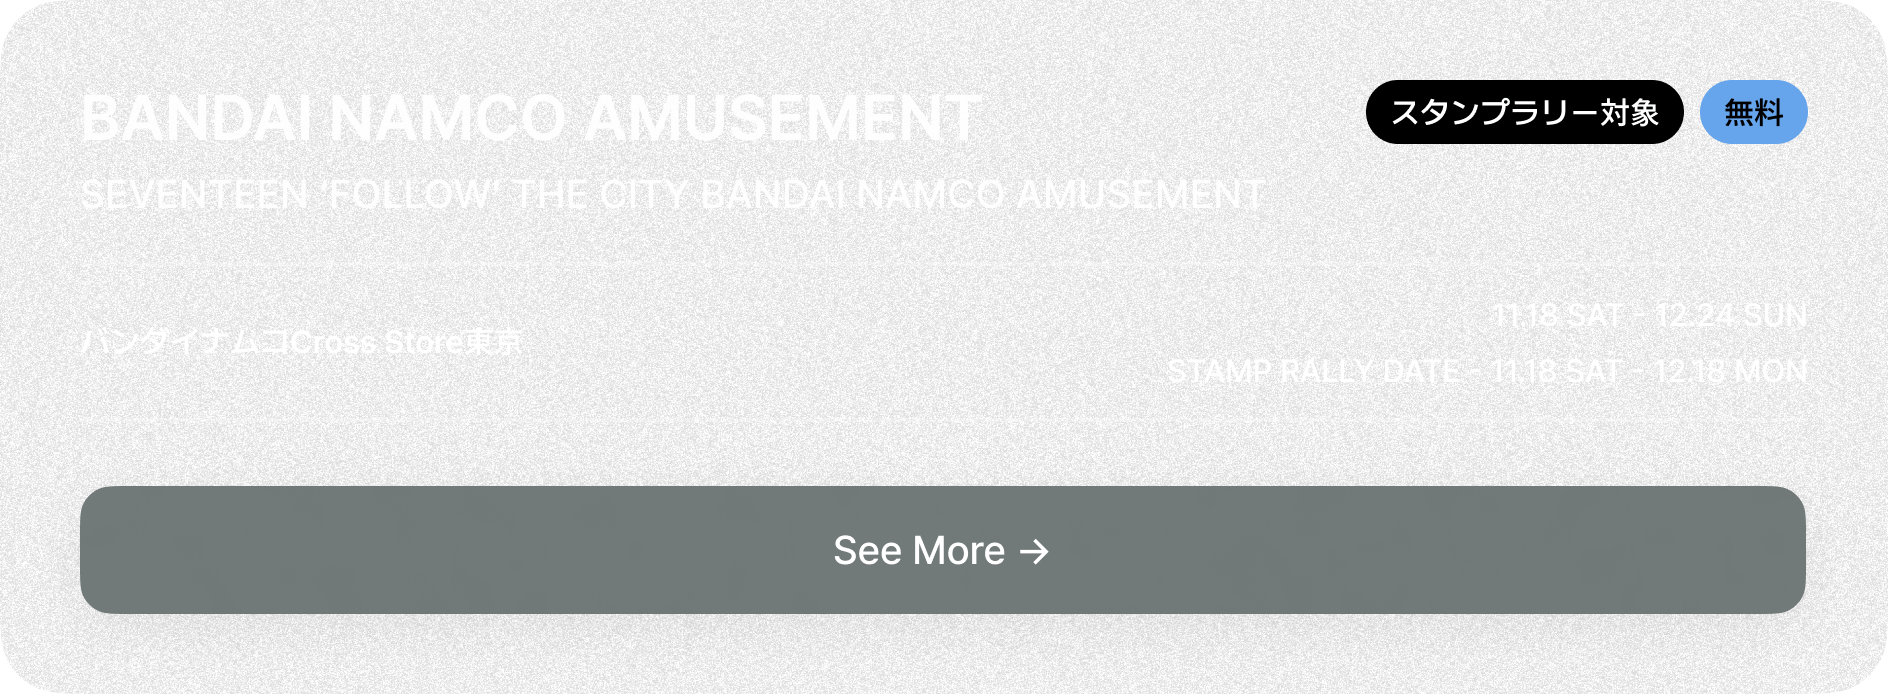 BANDAI NAMCO AMUSEMENT
スタンプラリー対象
無料
SEVENTEEN ‘FOLLOW’ THE CITY BANDAI NAMCO AMUSEMENT
バンダイナムコCross Store東京
11.18 SAT - 12.24 SUN
STAMP RALLY DATE - 11.18 SAT - 12.18 MON
See More →